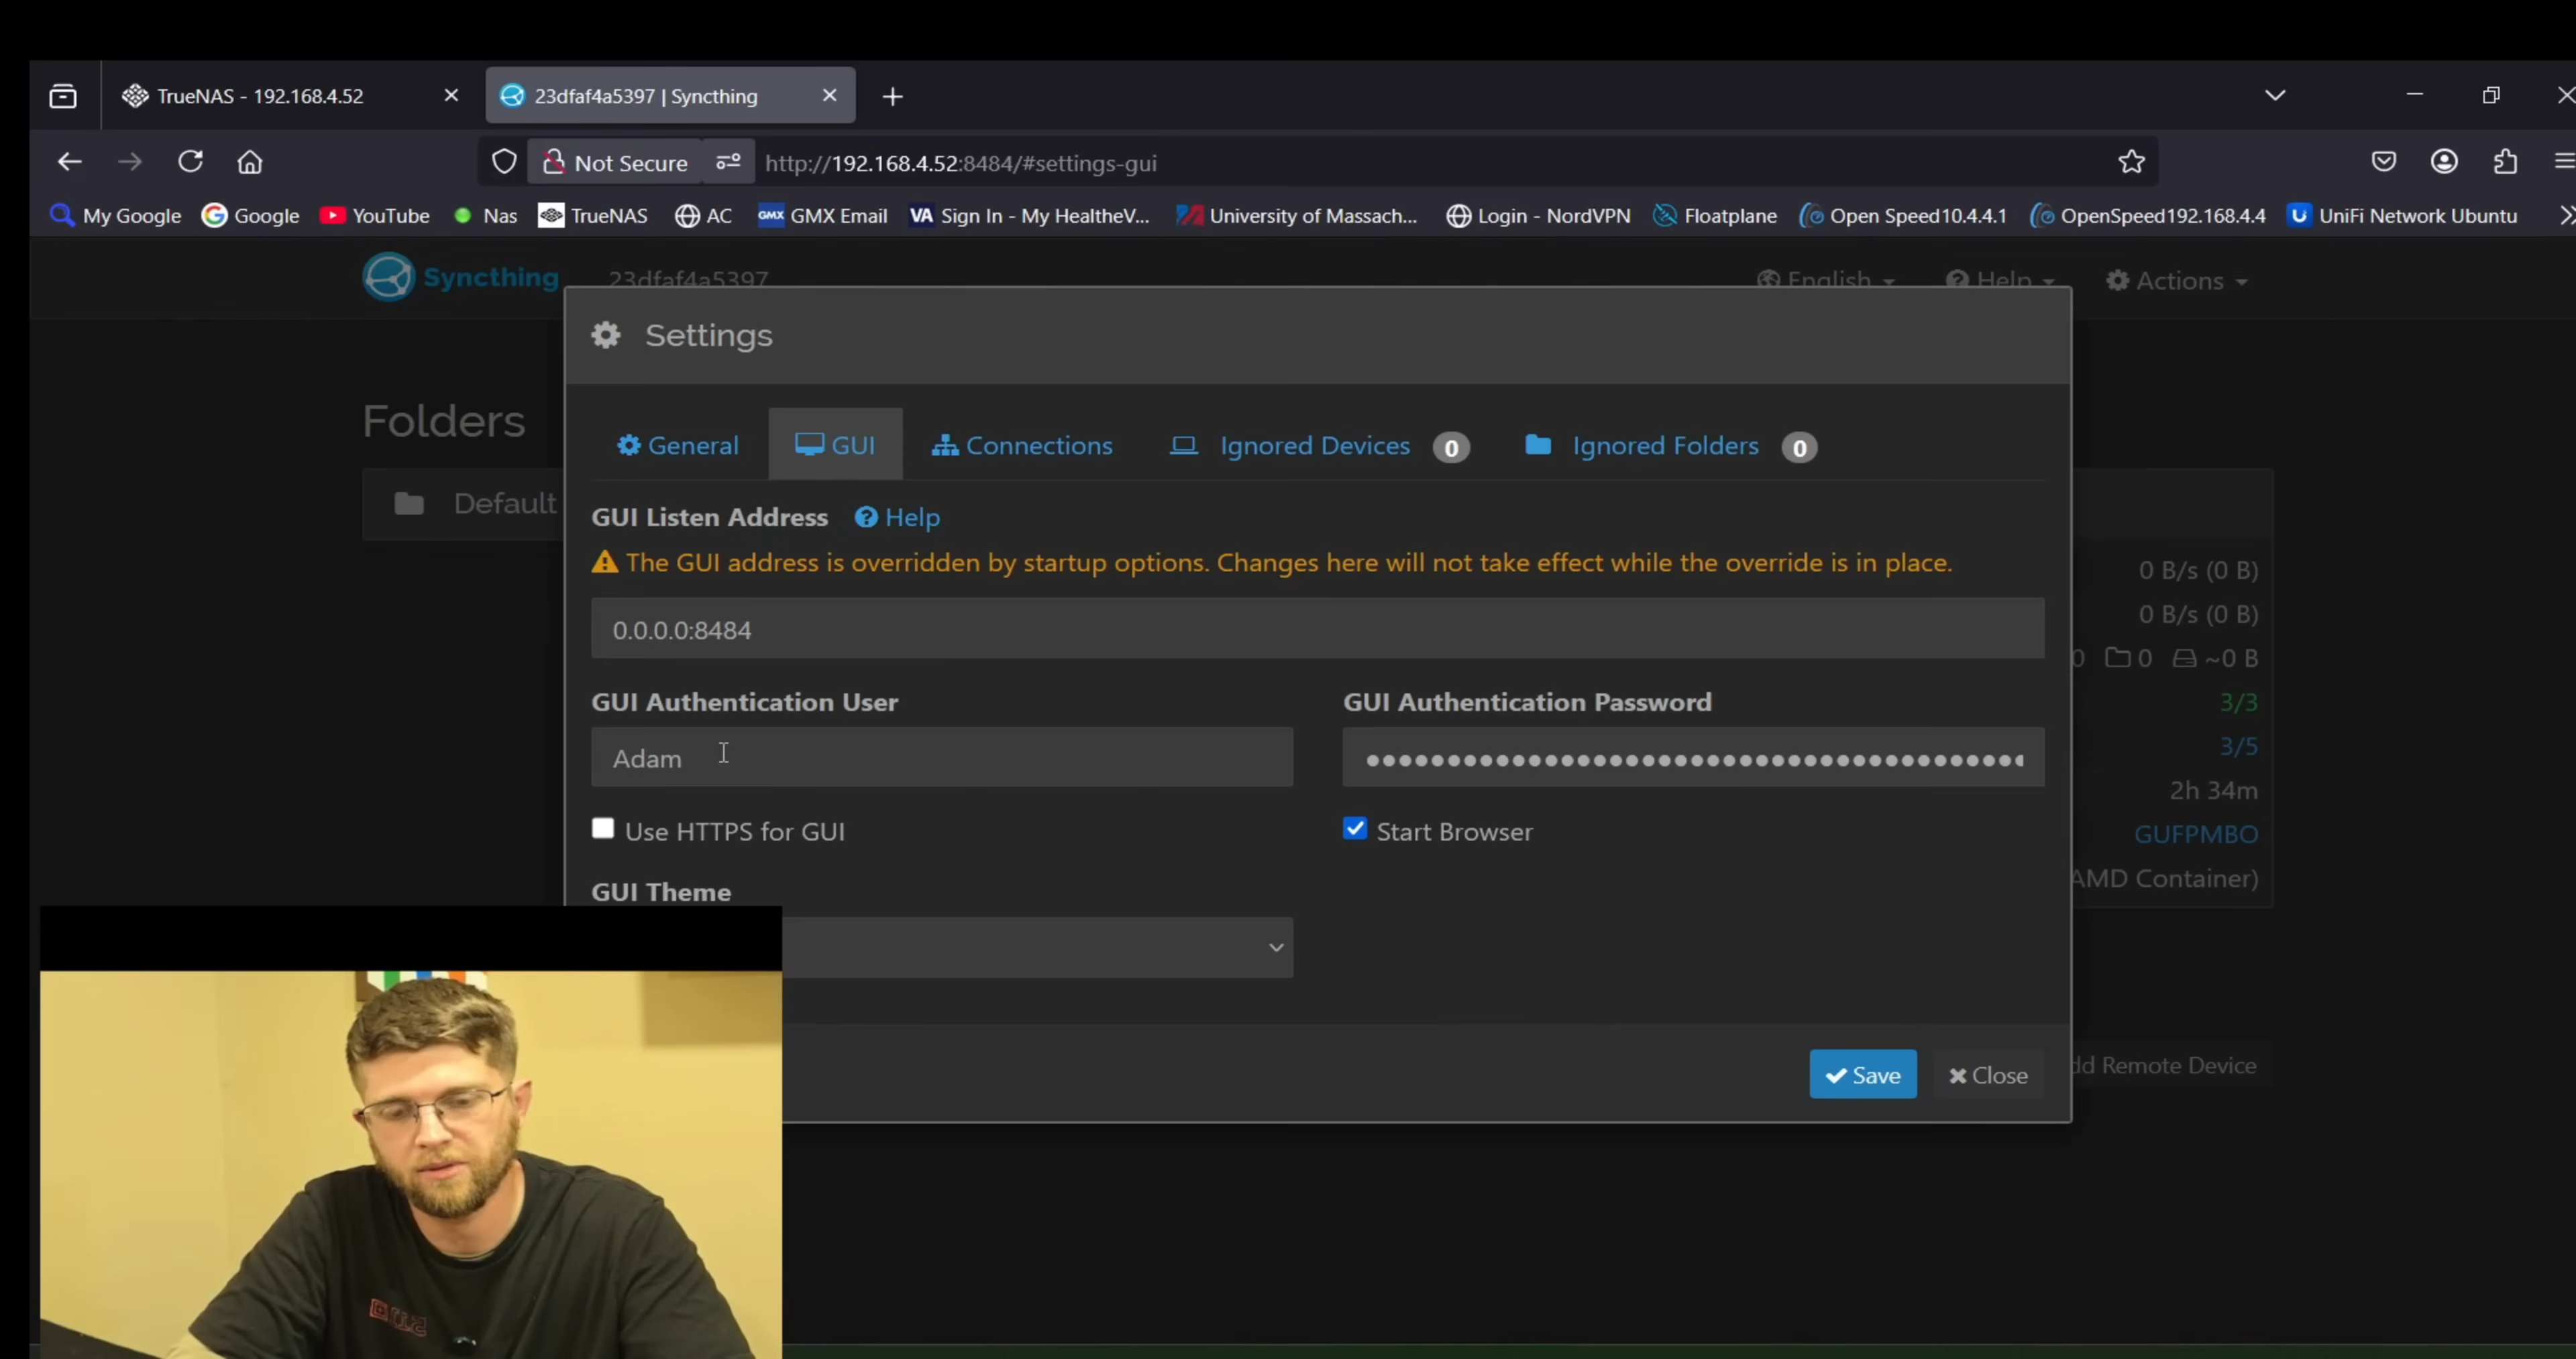 TrueNAS - 192.168.4.52
23dfaf4a5397 | Syncthing
Not Secure
http://192.168.4.52:8484/#settings-gui
My Google
Google
YouTube
Nas
TrueNAS
AC
GMX GMX Email
VA Sign In - My HealtheV...
University of Massach...
Login - NordVPN
Floatplane
Open Speed10.4.4.1
OpenSpeed192.168.4.4
UniFi Network Ubuntu
Syncthing
23dfaf4a5397
English
Help
Actions
Settings
Folders
Default
General
GUI
Connections
Ignored Devices 0
Ignored Folders 0
GUI Listen Address
Help
The GUI address is overridden by startup options. Changes here will not take effect while the override is in place.
0.0.0.0:8484
0 B/s (0 B)
0 B/s (0 B)
0 0 ~0 B
GUI Authentication User
GUI Authentication Password
3/3
Adam
3/5
2h 34m
Use HTTPS for GUI
Start Browser
GUFPMBO
GUI Theme
AMD Container)
Save
Close
dd Remote Device